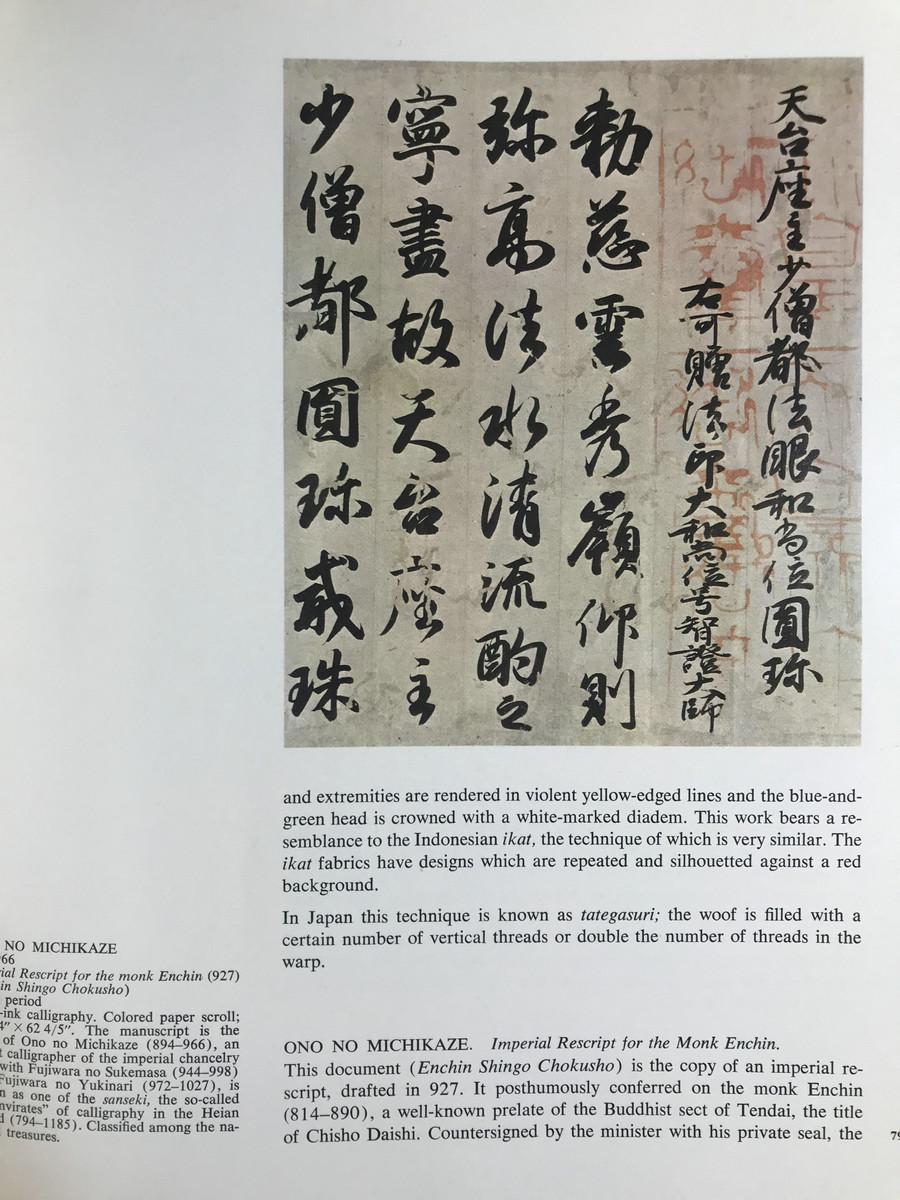 天台座主少僧都法眼和尚位圓珎
右可贈法印大和尚位号智證大師
勅慈雲秀嶺仰則
弥高法水清流酌之
寧盡故天台座主
少僧都圓珎戒珠
and extremities are rendered in violent yellow-edged lines and the blue-and-
green head is crowned with a white-marked diadem. This work bears a re-
semblance to the Indonesian ikat, the technique of which is very similar. The
ikat fabrics have designs which are repeated and silhouetted against a red
background.
In Japan this technique is known as tategasuri; the woof is filled with a
certain number of vertical threads or double the number of threads in the
warp.
NO MICHIKAZE
66
Rescript for the monk Enchin (927)
in Shingo Chokusho)
period
-ink calligraphy. Colored paper scroll;
4″ × 62 4/5″. The manuscript is the
of Ono no Michikaze (894–966), an
calligrapher of the imperial chancelry
with Fujiwara no Sukemasa (944–998)
Fujiwara no Yukinari (972–1027), is
as one of the sanseki, the so-called
of calligraphy in the Heian
(794–1185). Classified among the na-
treasures.
ONO NO MICHIKAZE. Imperial Rescript for the Monk Enchin.
This document (Enchin Shingo Chokusho) is the copy of an imperial re-
script, drafted in 927. It posthumously conferred on the monk Enchin
(814–890), a well-known prelate of the Buddhist sect of Tendai, the title
of Chisho Daishi. Countersigned by the minister with his private seal, the
79